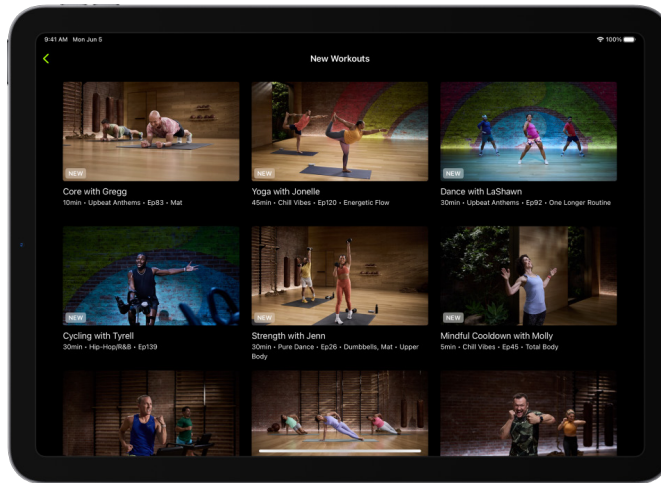 9:41 AM Mon Jun 5
100%
New Workouts
NEW
NEW
NEW
Core with Gregg
Yoga with Jonelle
Dance with LaShawn
10min • Upbeat Anthems • Ep83 • Mat
45min • Chill Vibes • Ep120 • Energetic Flow
30min • Upbeat Anthems • Ep92 • One Longer Routine
NEW
NEW
NEW
Cycling with Tyrell
Strength with Jenn
Mindful Cooldown with Molly
30min • Hip-Hop/R&B • Ep139
30min • Pure Dance • Ep26 • Dumbbells, Mat • Upper
Body
5min • Chill Vibes • Ep45 • Total Body